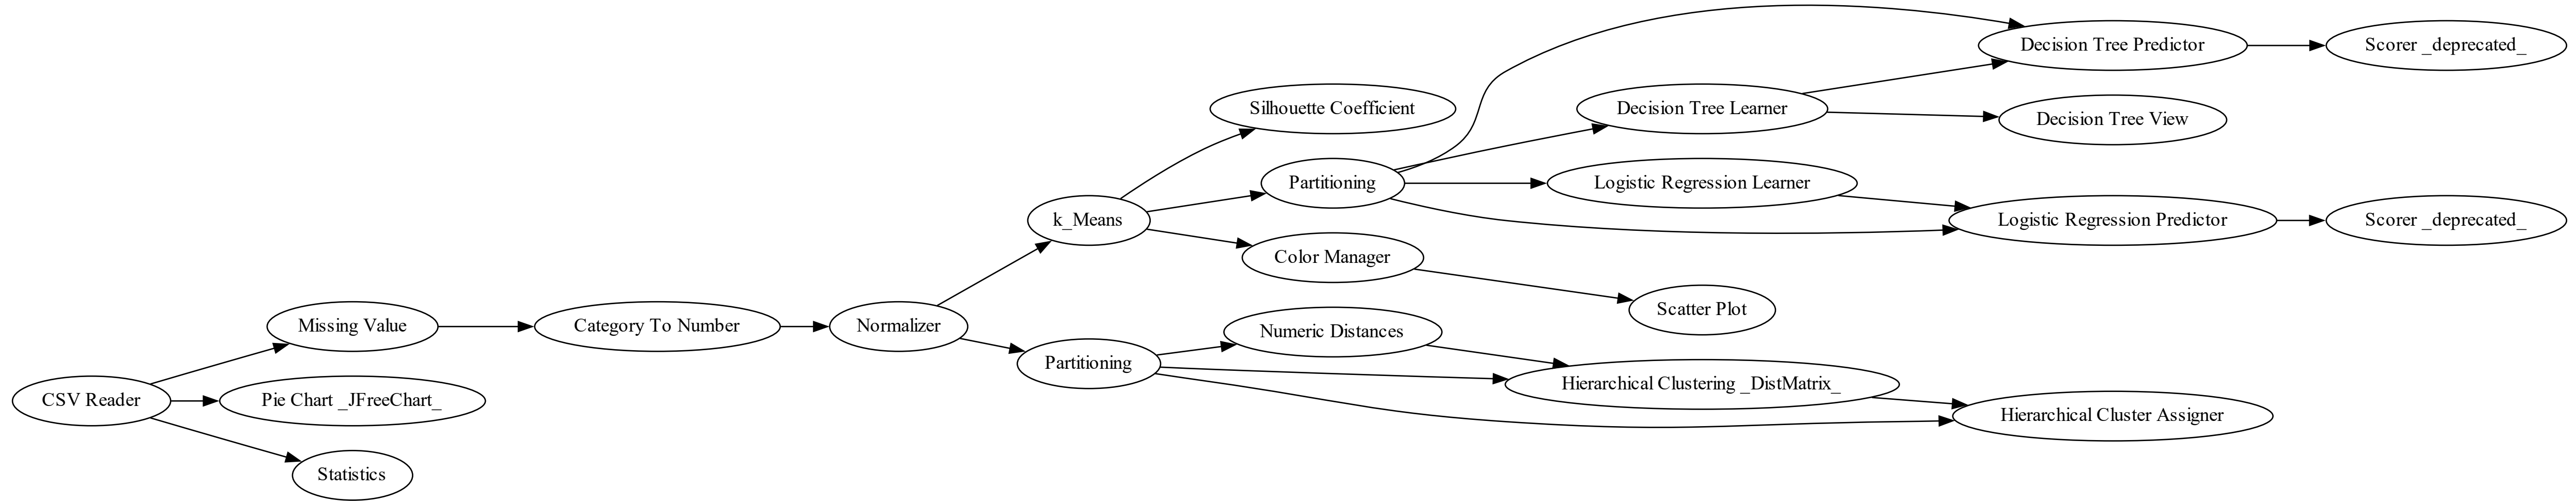 Decision Tree Predictor
Scorer _deprecated_
Silhouette Coefficient
Decision Tree Learner
Decision Tree View
Partitioning
Logistic Regression Learner
k_Means
Logistic Regression Predictor
Scorer _deprecated_
Color Manager
Scatter Plot
Missing Value
Category To Number
Normalizer
Numeric Distances
Partitioning
Hierarchical Clustering _DistMatrix_
CSV Reader
Pie Chart _JFreeChart_
Hierarchical Cluster Assigner
Statistics